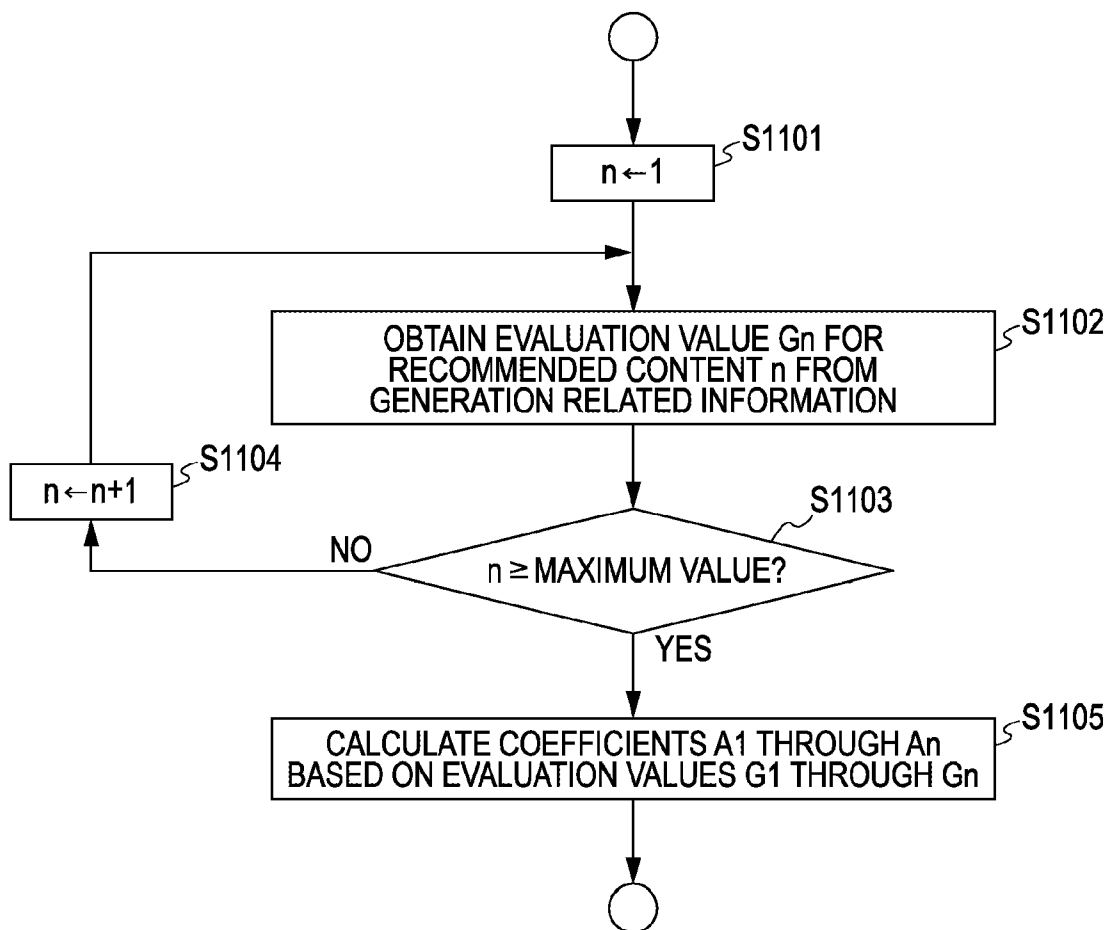 S1101
n←1
S1102
OBTAIN EVALUATION VALUE Gn FOR
RECOMMENDED CONTENT n FROM
GENERATION RELATED INFORMATION
S1104
n←n+1
S1103
NO
n ≥ MAXIMUM VALUE?
YES
S1105
CALCULATE COEFFICIENTS A1 THROUGH An
BASED ON EVALUATION VALUES G1 THROUGH Gn